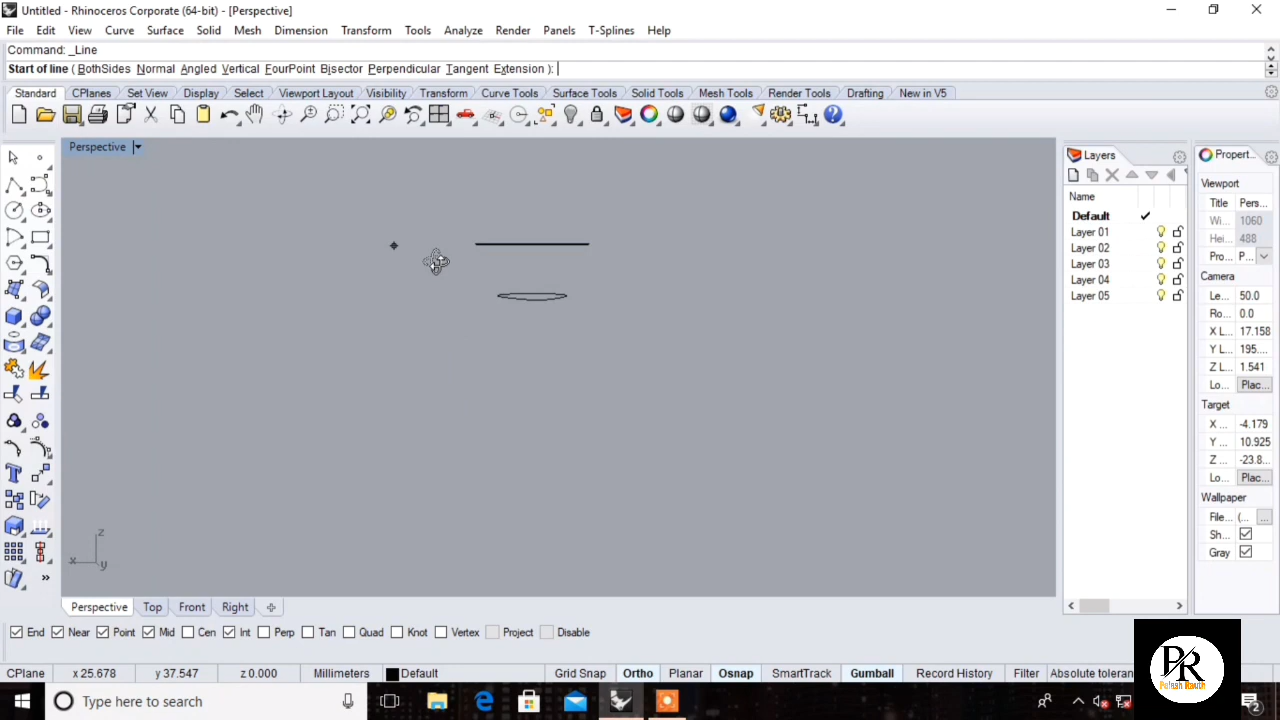 Untitled - Rhinoceros Corporate (64-bit) - [Perspective]
File Edit View Curve Surface Solid Mesh Dimension Transform Tools Analyze Render Panels T-Splines Help
Command: _Line
Start of line ( BothSides Normal Angled Vertical FourPoint Bisector Perpendicular Tangent Extension ):
Standard CPlanes Set View Display Select Viewport Layout Visibility Transform Curve Tools Surface Tools Solid Tools Mesh Tools Render Tools Drafting New in V5
Perspective
Layers
Propert...
Name
Default
Layer 01
Layer 02
Layer 03
Layer 04
Layer 05
Viewport
Title Pers...
Wi... 1060
Hei... 488
Pro... P...
Camera
Le... 50.0
Ro... 0.0
X L... 17.158
Y L... 195....
Z L... 1.541
Lo... Plac...
Target
X ... -4.179
Y ... 10.925
Z ... -23.8...
Lo... Plac...
Wallpaper
File... (... ...
Sh...
Gray
z
x y
Perspective Top Front Right
End Near Point Mid Cen Int Perp Tan Quad Knot Vertex Project Disable
CPlane x 25.678 y 37.547 z 0.000 Millimeters Default Grid Snap Ortho Planar Osnap SmartTrack Gumball Record History Filter Absolute toleran
PR
Type here to search
2